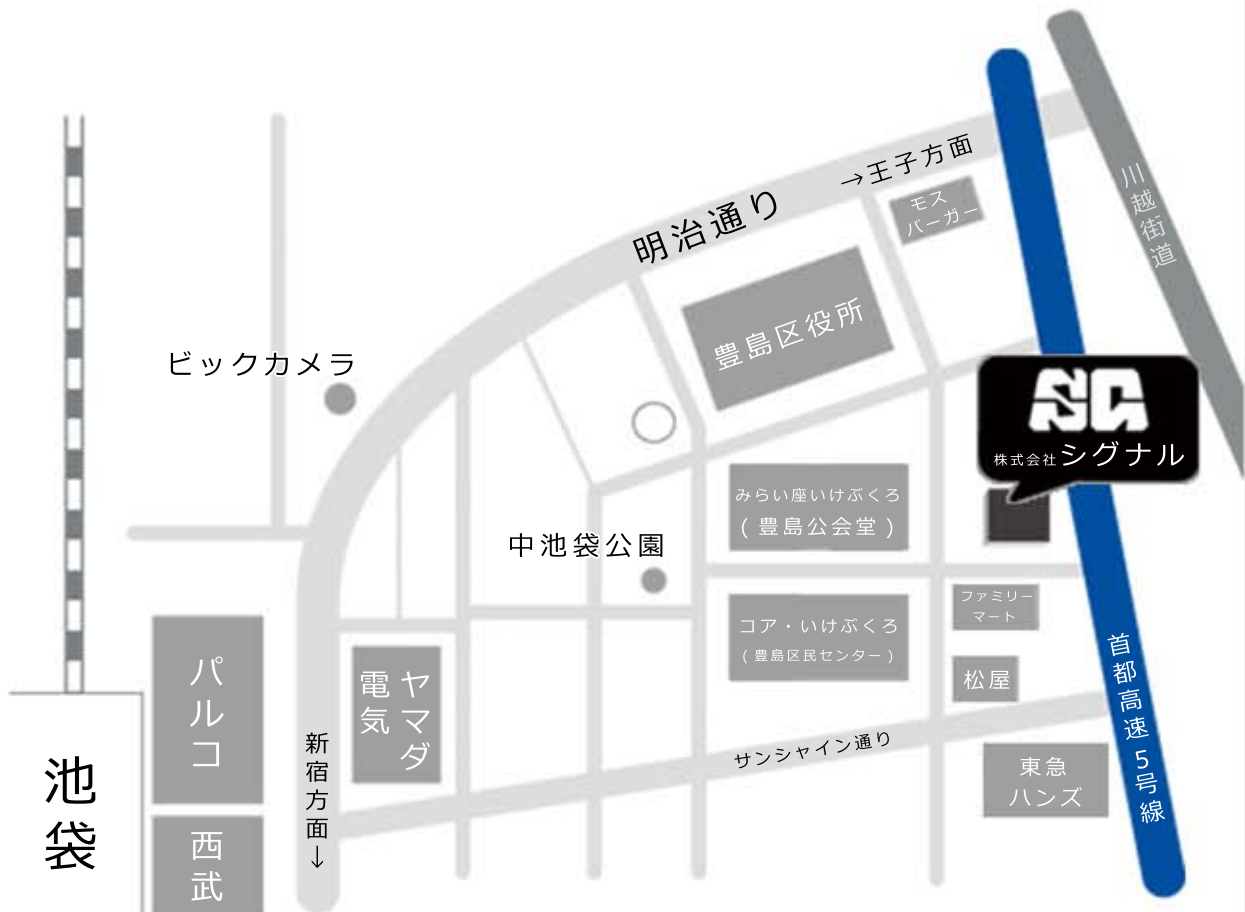 川越街道
→王子方面
明治通り
モス
バーガー
豊島区役所
ビックカメラ
SG
株式会社シグナル
みらい座いけぶくろ
(豊島公会堂)
中池袋公園
ファミリー
マート
コア・いけぶくろ
(豊島区民センター)
松屋
首都高速5号線
パルコ
ヤマダ
電気
新宿方面↓
サンシャイン通り
東急
ハンズ
池袋
西武